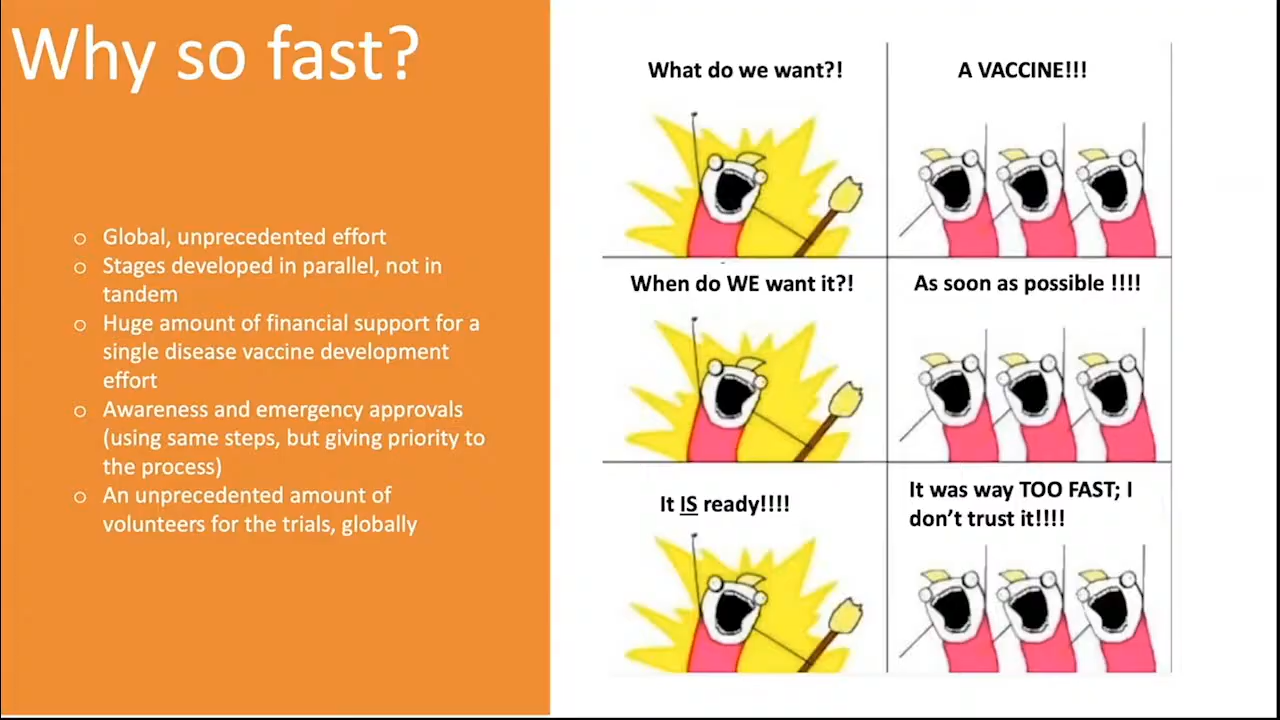 Why so fast?
o Global, unprecedented effort
o Stages developed in parallel, not in
tandem
o Huge amount of financial support for a
single disease vaccine development
effort
o Awareness and emergency approvals
(using same steps, but giving priority to
the process)
o An unprecedented amount of
volunteers for the trials, globally
What do we want?!
A VACCINE!!!
When do WE want it?!
As soon as possible !!!!
It IS ready!!!!
It was way TOO FAST; I
don’t trust it!!!!